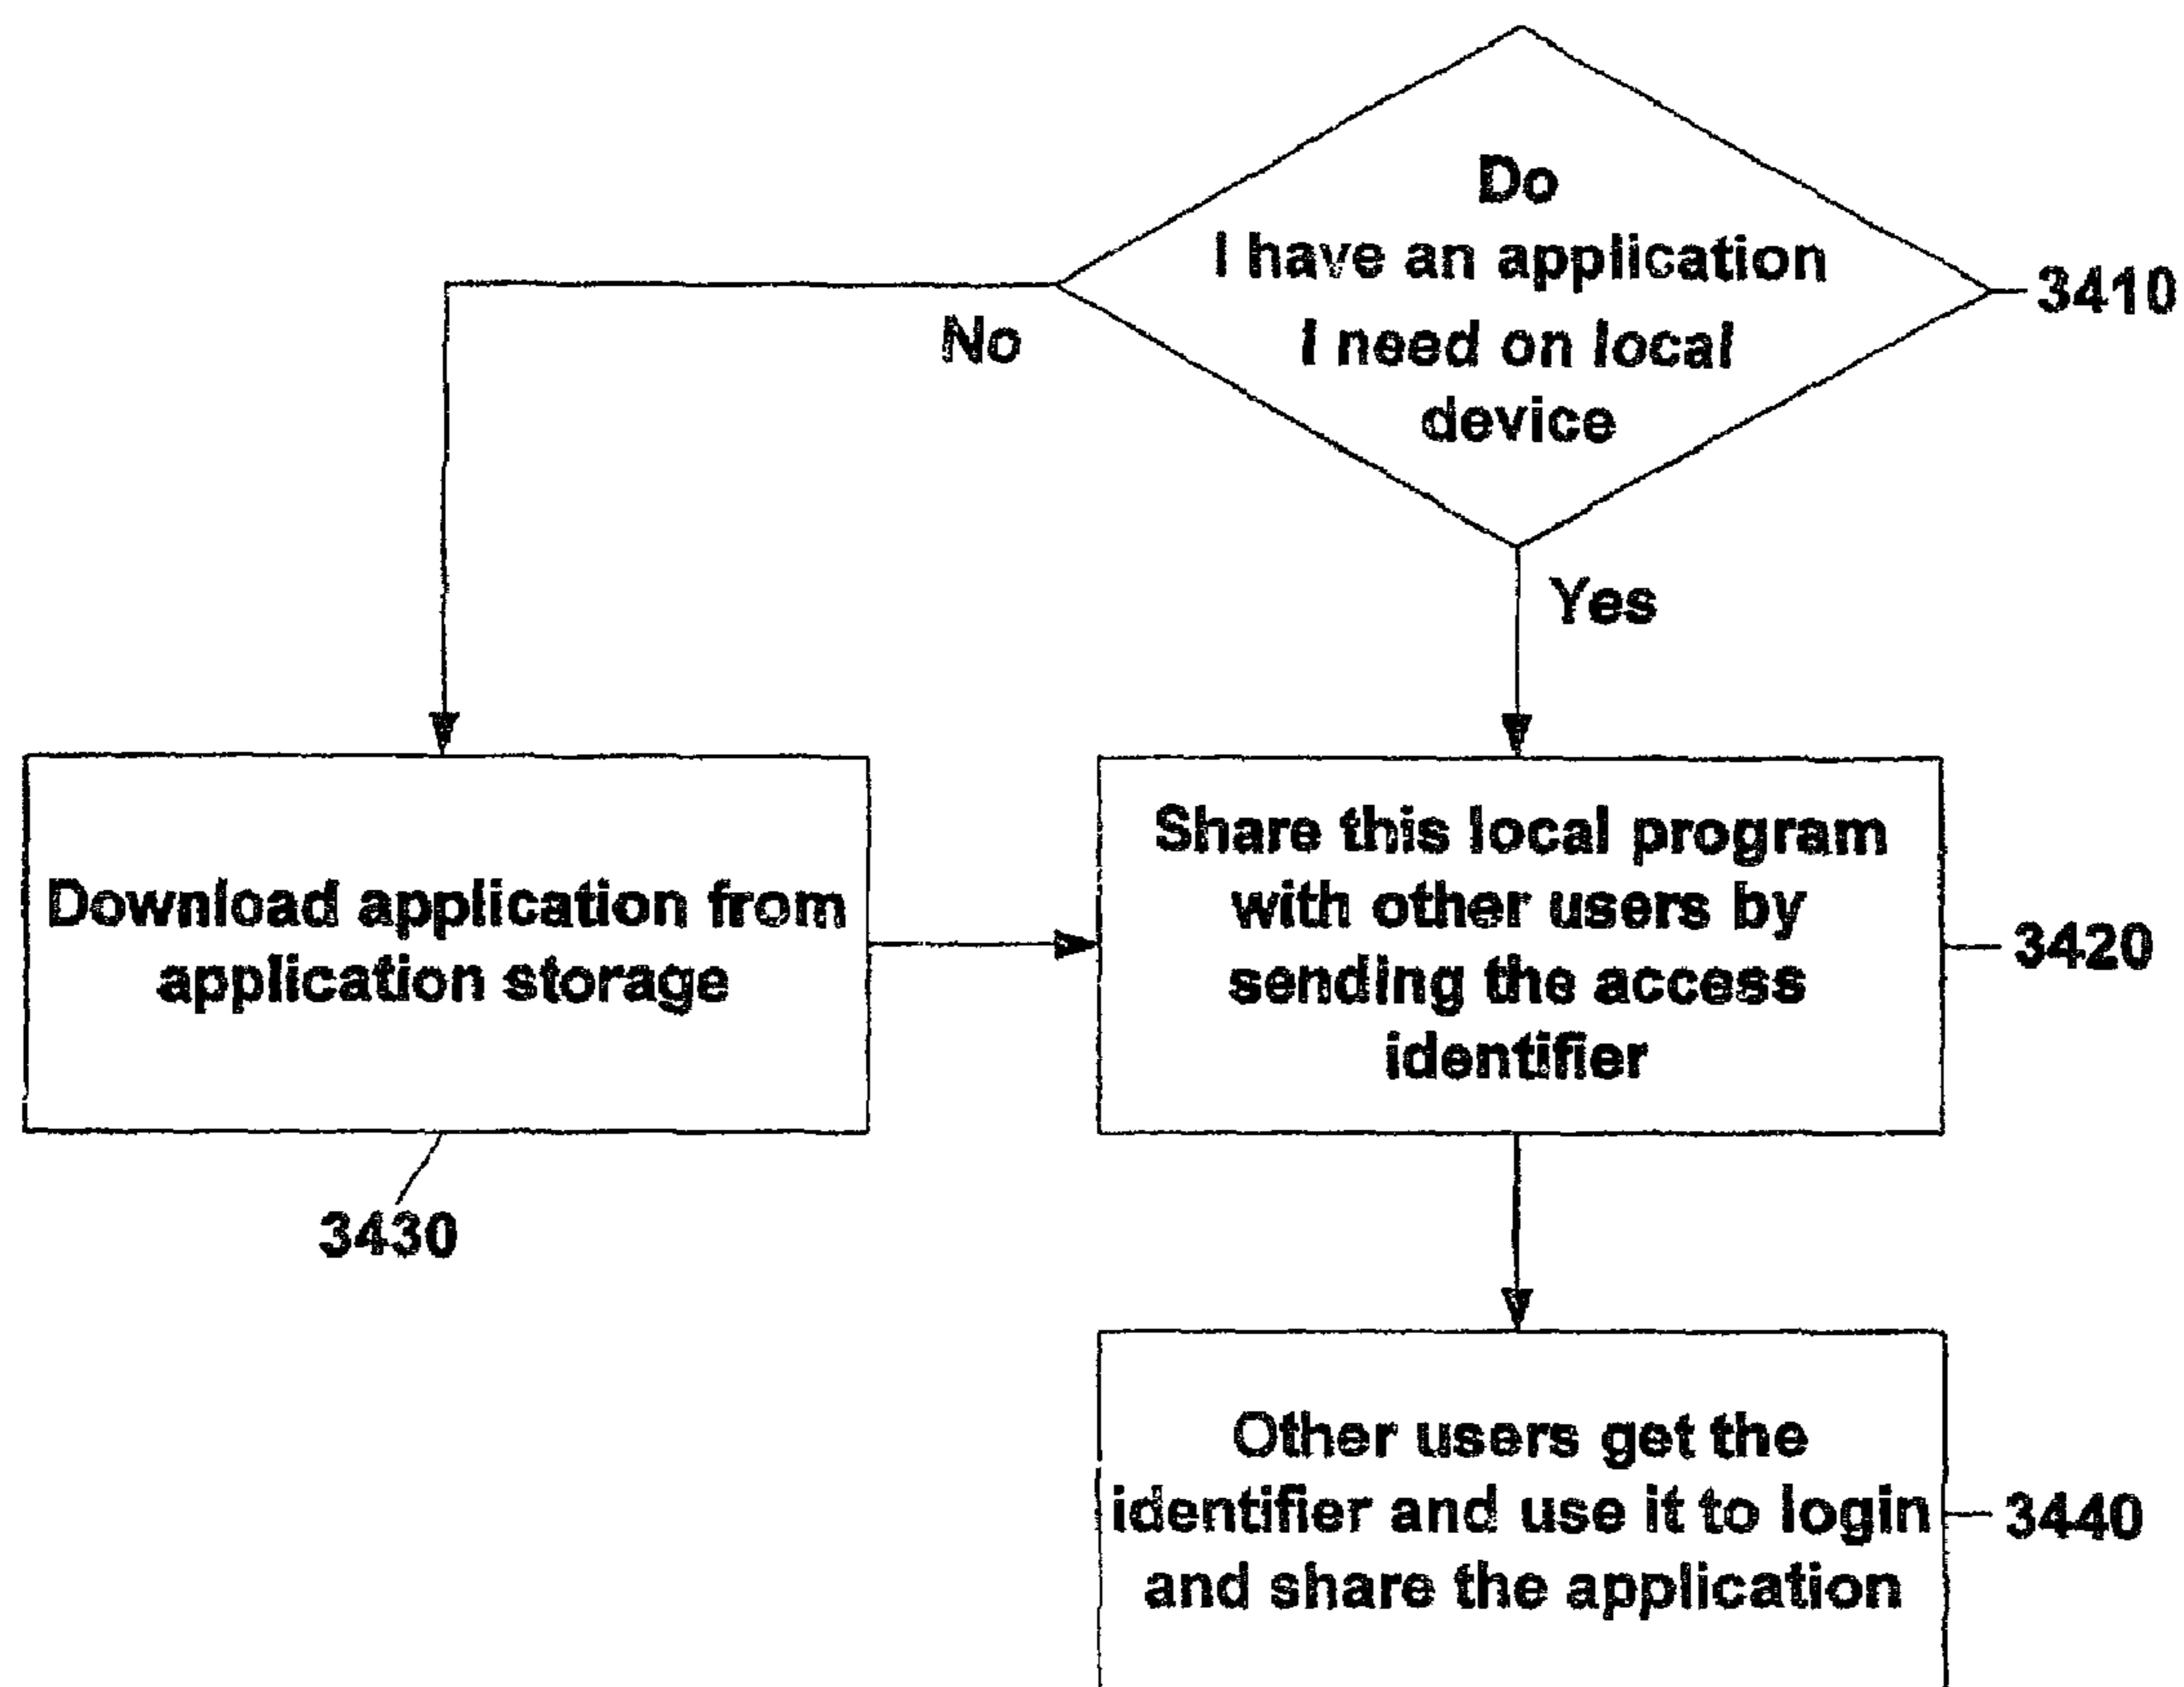 Do
I have an application
I need on local
device
3410
No
Yes
Download application from
application storage
3430
Share this local program
with other users by
sending the access
identifier
3420
Other users get the
identifier and use it to login
and share the application
3440